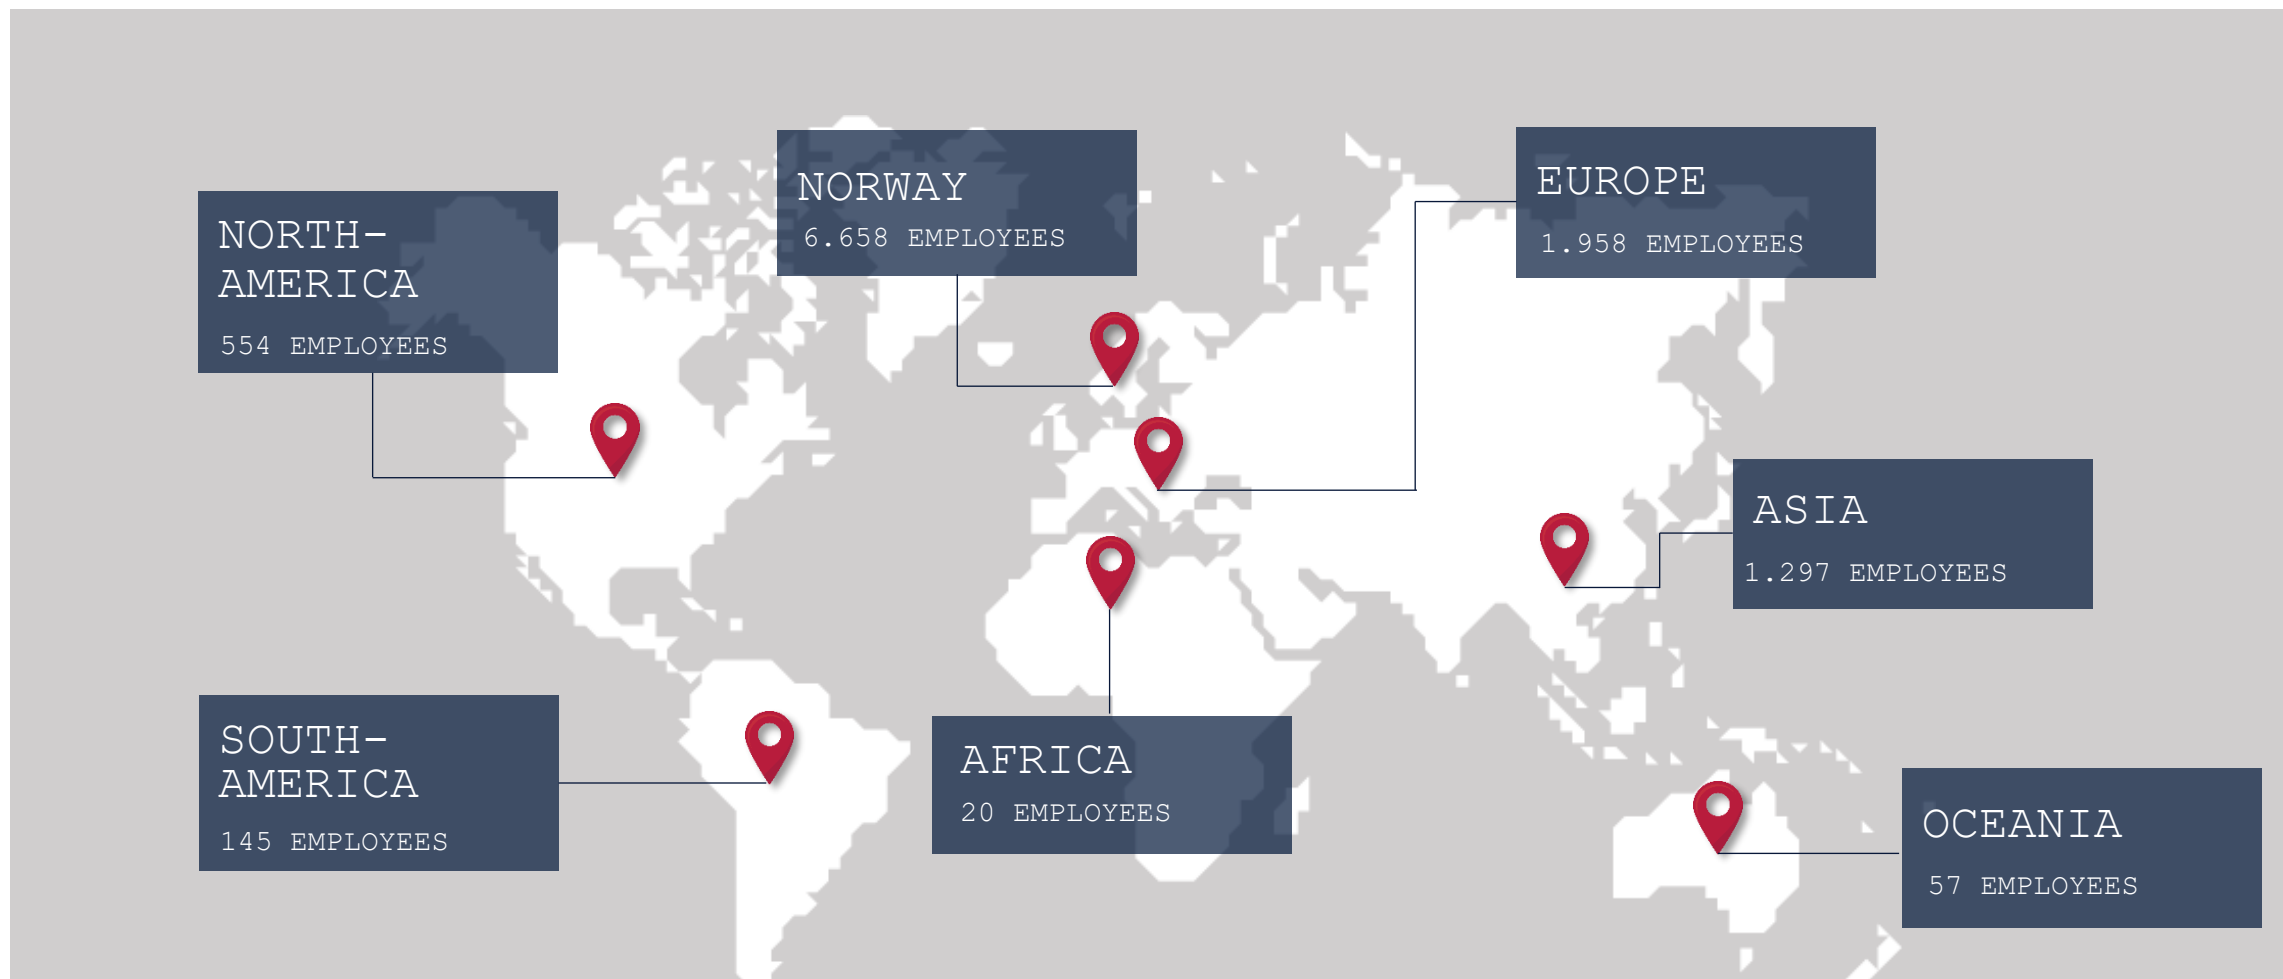 NORWAY
6.658 EMPLOYEES
EUROPE
1.958 EMPLOYEES
NORTH-
AMERICA
554 EMPLOYEES
ASIA
1.297 EMPLOYEES
SOUTH-
AMERICA
145 EMPLOYEES
AFRICA
20 EMPLOYEES
OCEANIA
57 EMPLOYEES